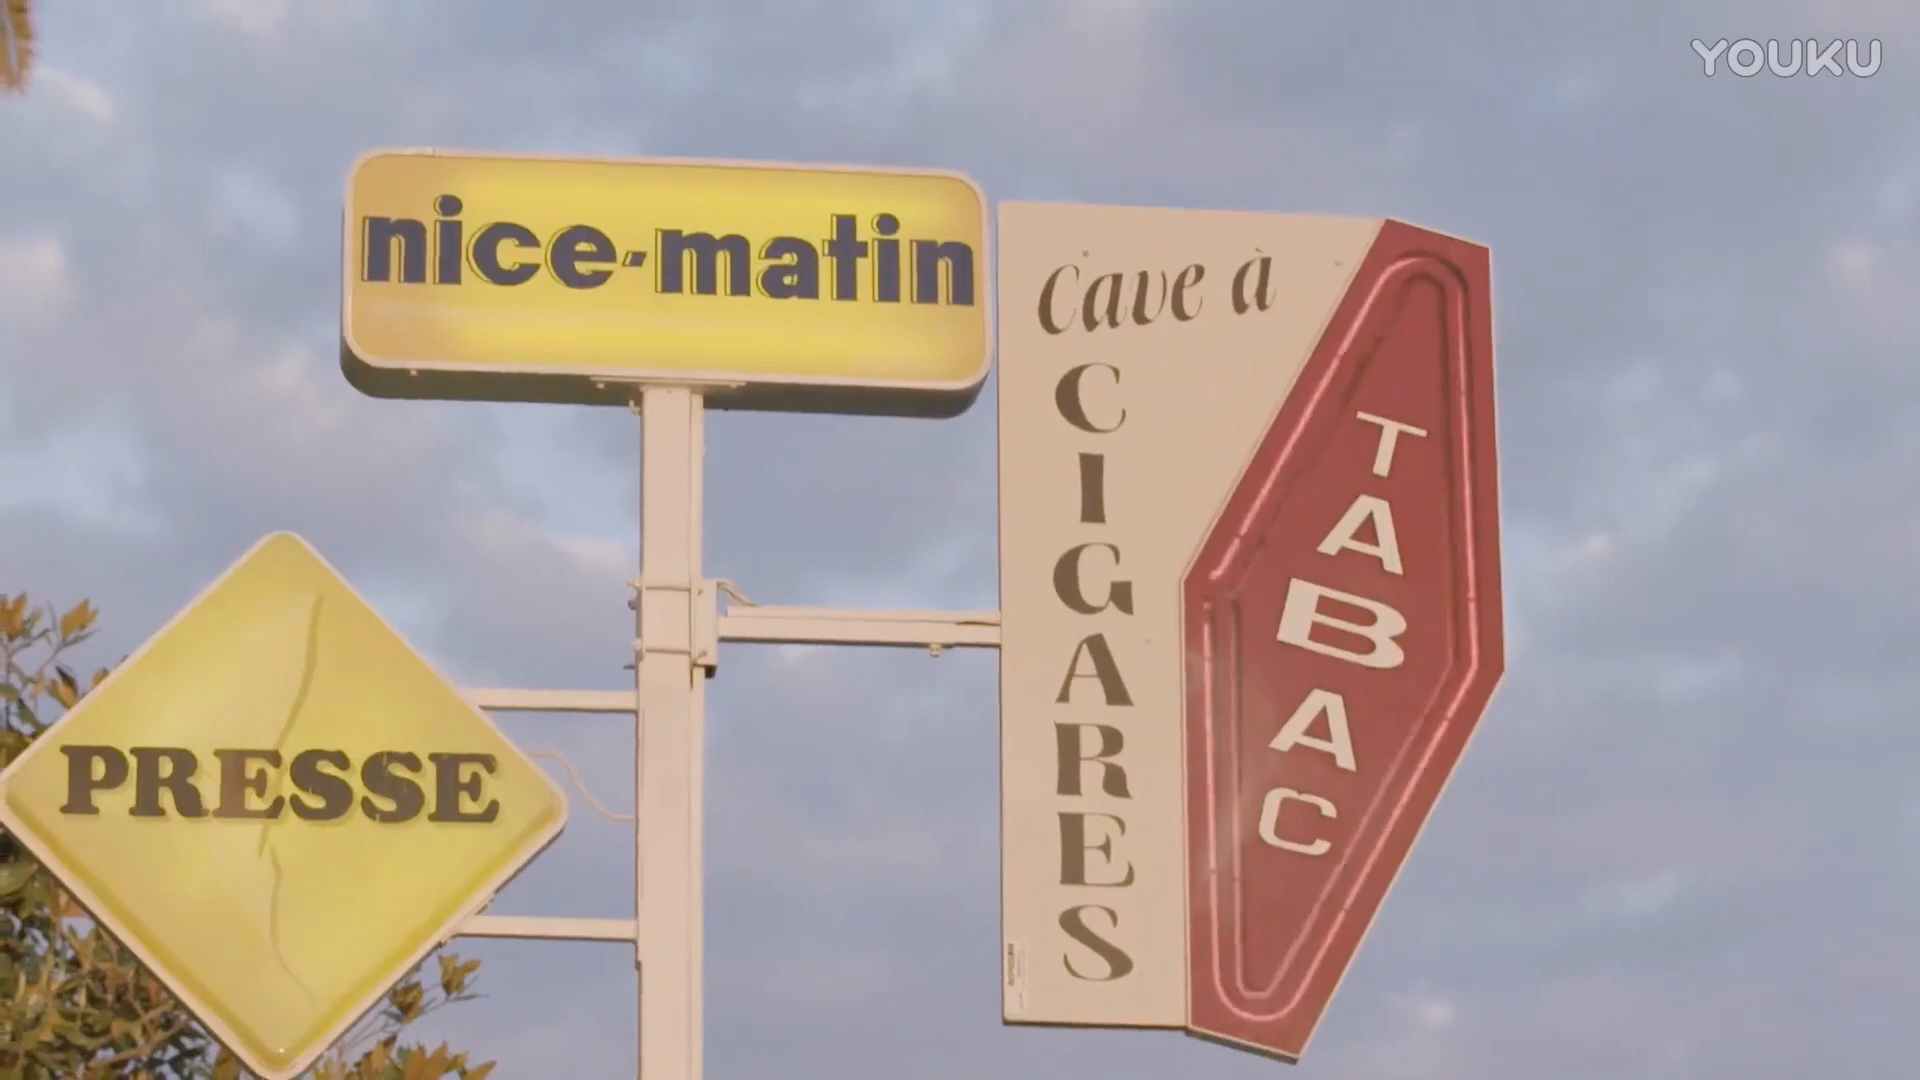 YOUKU
nice-matin
Cave à
CIGARES
TABAC
PRESSE